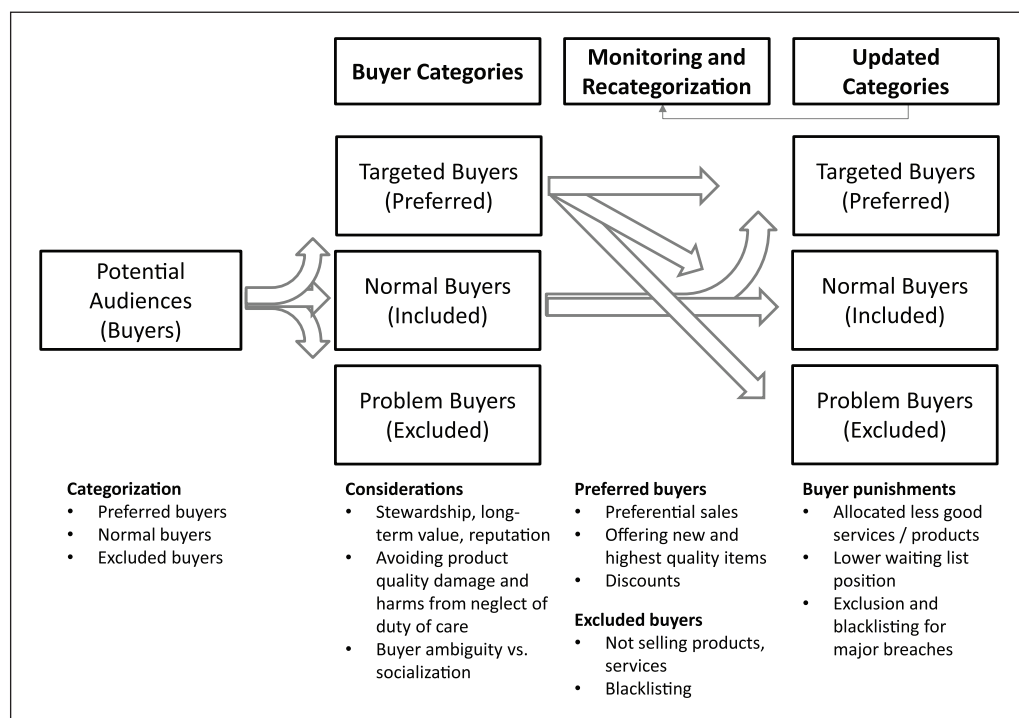 Buyer Categories
Monitoring and
Recategorization
Updated
Categories
Targeted Buyers
(Preferred)
Targeted Buyers
(Preferred)
Potential
Audiences
(Buyers)
Normal Buyers
(Included)
Normal Buyers
(Included)
Problem Buyers
(Excluded)
Problem Buyers
(Excluded)
Categorization
• Preferred buyers
• Normal buyers
• Excluded buyers
Considerations
• Stewardship, long-
term value, reputation
• Avoiding product
quality damage and
harms from neglect of
duty of care
• Buyer ambiguity vs.
socialization
Preferred buyers
• Preferential sales
• Offering new and
highest quality items
• Discounts
Excluded buyers
• Not selling products,
services
• Blacklisting
Buyer punishments
• Allocated less good
services / products
• Lower waiting list
position
• Exclusion and
blacklisting for
major breaches